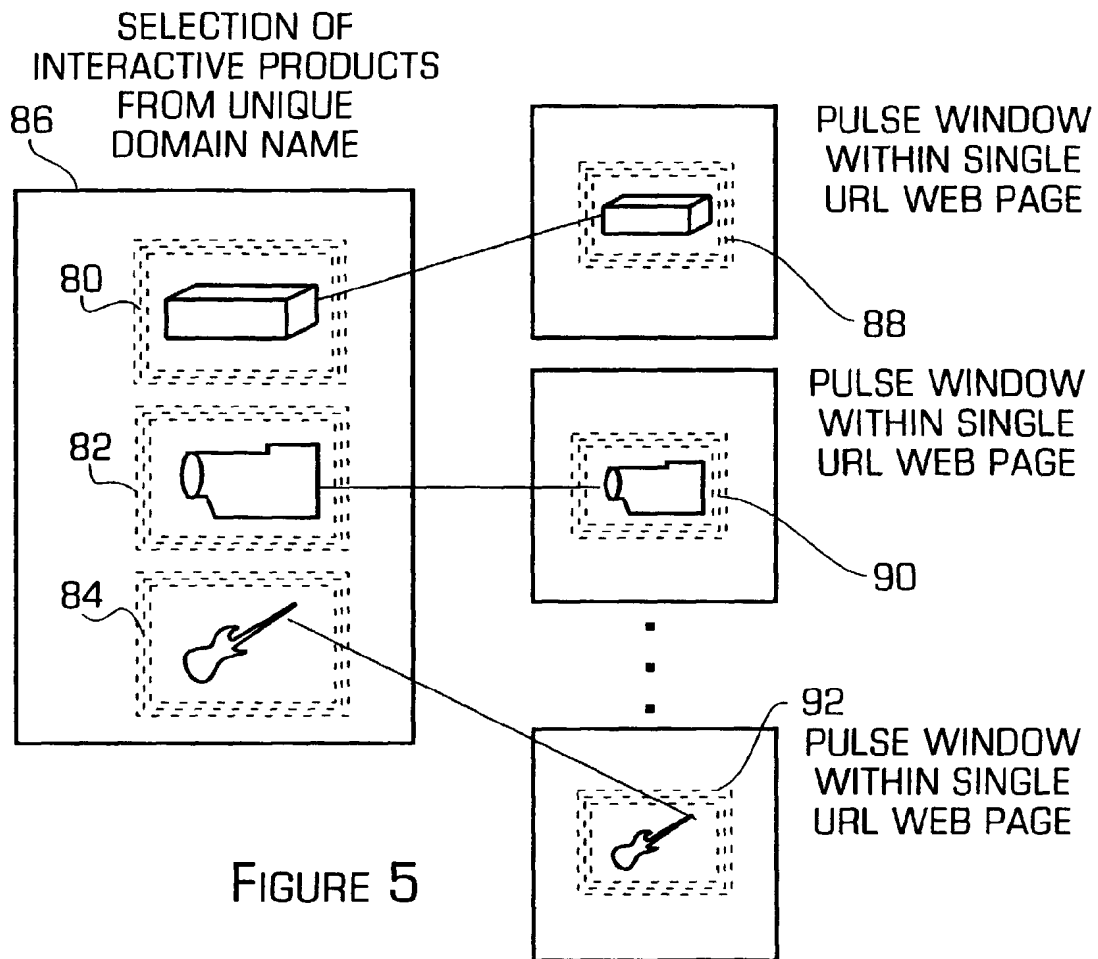 SELECTION OF
INTERACTIVE PRODUCTS
FROM UNIQUE
DOMAIN NAME
86
80
82
84
PULSE WINDOW
WITHIN SINGLE
URL WEB PAGE
88
PULSE WINDOW
WITHIN SINGLE
URL WEB PAGE
90
92
PULSE WINDOW
WITHIN SINGLE
URL WEB PAGE
FIGURE 5